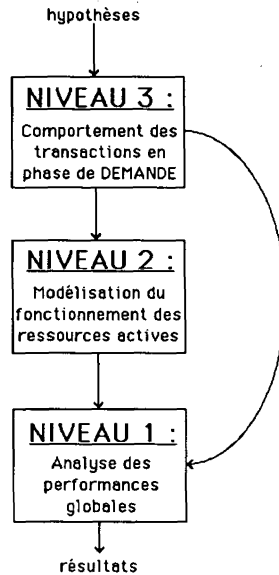 hypothèses
NIVEAU 3 :
Comportement des
transactions en
phase de DEMANDE
NIVEAU 2 :
Modélisation du
fonctionnement des
ressources actives
NIVEAU 1 :
Analyse des
performances
globales
résultats